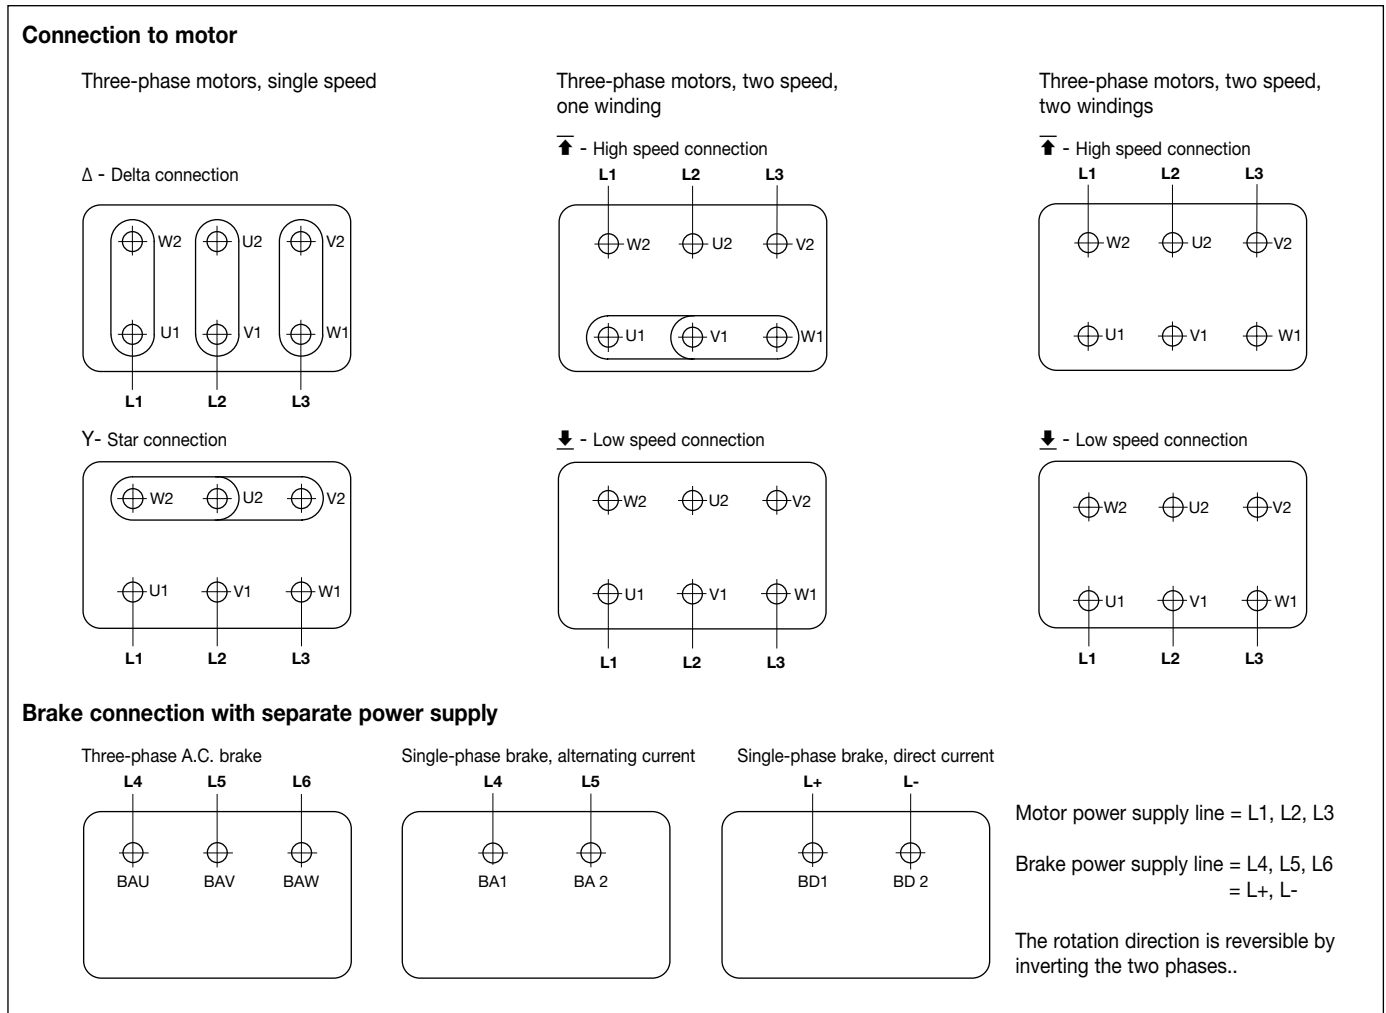 Connection to motor
Three-phase motors, single speed
Δ - Delta connection
W2 U2 V2
U1 V1 W1
L1 L2 L3
Y- Star connection
W2 U2 V2
U1 V1 W1
L1 L2 L3
Three-phase motors, two speed,
one winding
- High speed connection
L1 L2 L3
W2 U2 V2
U1 V1 W1
- Low speed connection
W2 U2 V2
U1 V1 W1
L1 L2 L3
Three-phase motors, two speed,
two windings
- High speed connection
L1 L2 L3
W2 U2 V2
U1 V1 W1
- Low speed connection
W2 U2 V2
U1 V1 W1
L1 L2 L3
Brake connection with separate power supply
Three-phase A.C. brake
L4 L5 L6
BAU BAV BAW
Single-phase brake, alternating current
L4 L5
BA1 BA 2
Single-phase brake, direct current
L+ L-
BD1 BD 2
Motor power supply line = L1, L2, L3
Brake power supply line = L4, L5, L6
= L+, L-
The rotation direction is reversible by
inverting the two phases..